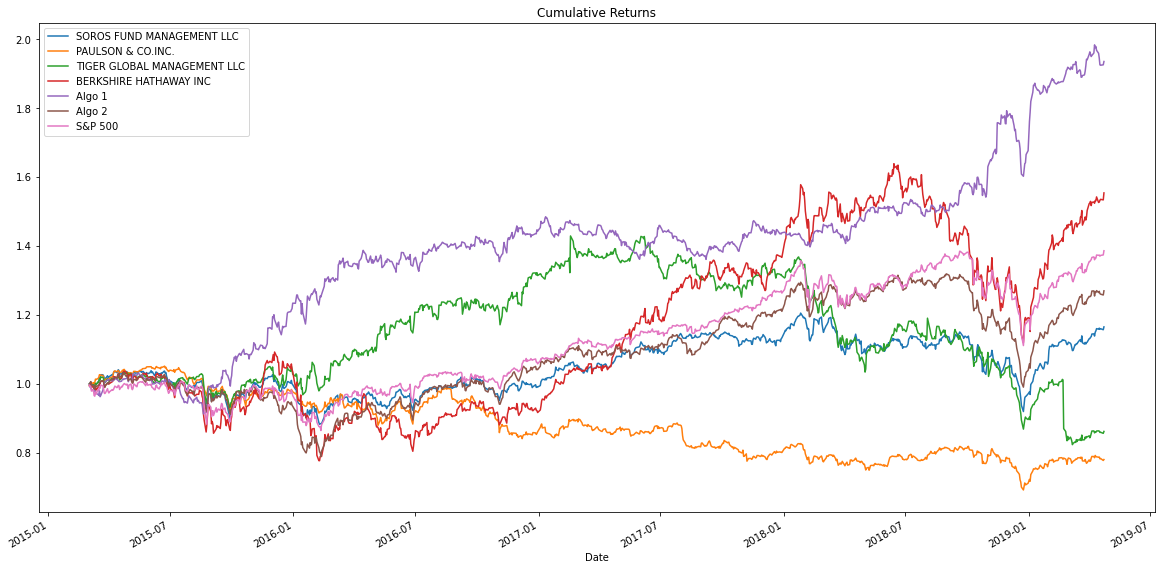 Cumulative Returns
SOROS FUND MANAGEMENT LLC
PAULSON & CO.INC.
TIGER GLOBAL MANAGEMENT LLC
BERKSHIRE HATHAWAY INC
Algo 1
Algo 2
S&P 500
2.0
1.8
1.6
1.4
1.2
1.0
0.8
2015-01
2015-07
2016-01
2016-07
2017-01
2017-07
2018-01
2018-07
2019-01
2019-07
Date